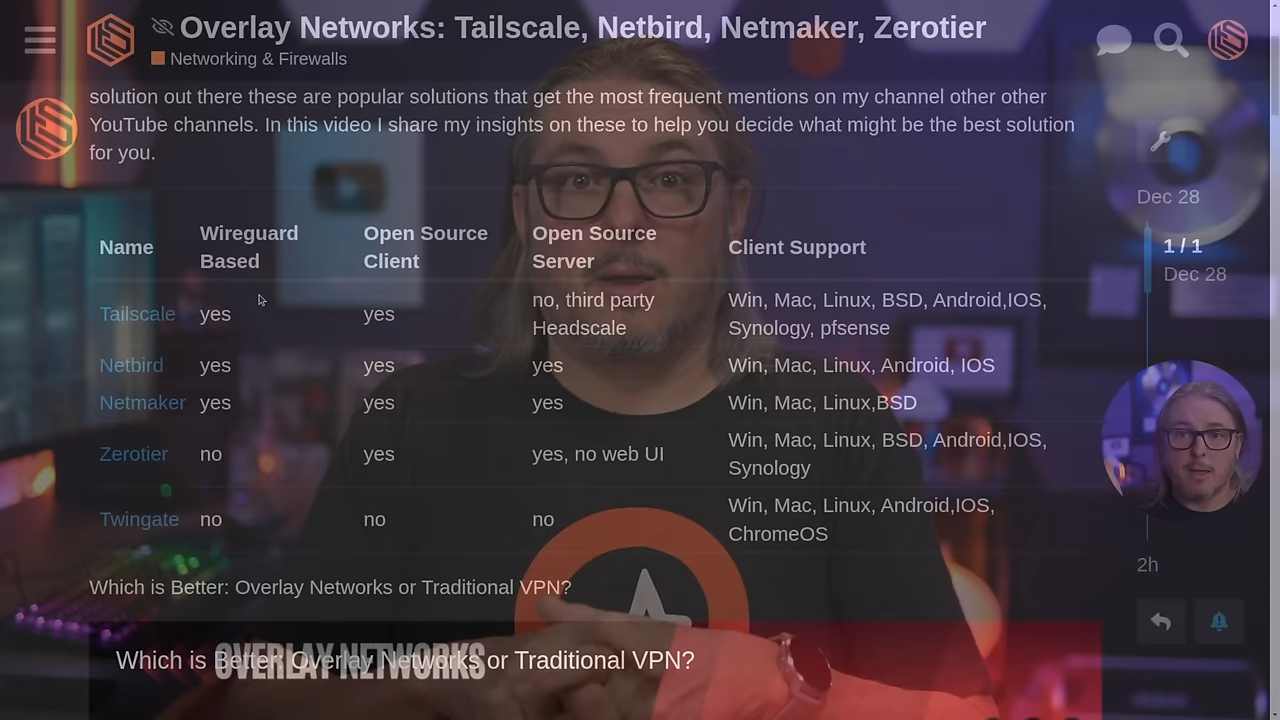 Overlay Networks: Tailscale, Netbird, Netmaker, Zerotier
Networking & Firewalls
solution out there these are popular solutions that get the most frequent mentions on my channel other other
YouTube channels. In this video I share my insights on these to help you decide what might be the best solution
for you.
Dec 28
1 / 1
Dec 28
Name Wireguard Based Open Source Client Open Source Server Client Support
Tailscale yes yes no, third party Headscale Win, Mac, Linux, BSD, Android,IOS, Synology, pfsense
Netbird yes yes yes Win, Mac, Linux, Android, IOS
Netmaker yes yes yes Win, Mac, Linux,BSD
Zerotier no yes yes, no web UI Win, Mac, Linux, BSD, Android,IOS, Synology
Twingate no no no Win, Mac, Linux, Android,IOS, ChromeOS
2h
Which is Better: Overlay Networks or Traditional VPN?
Which is Better: Overlay Networks or Traditional VPN?
OVERLAY NETWORKS